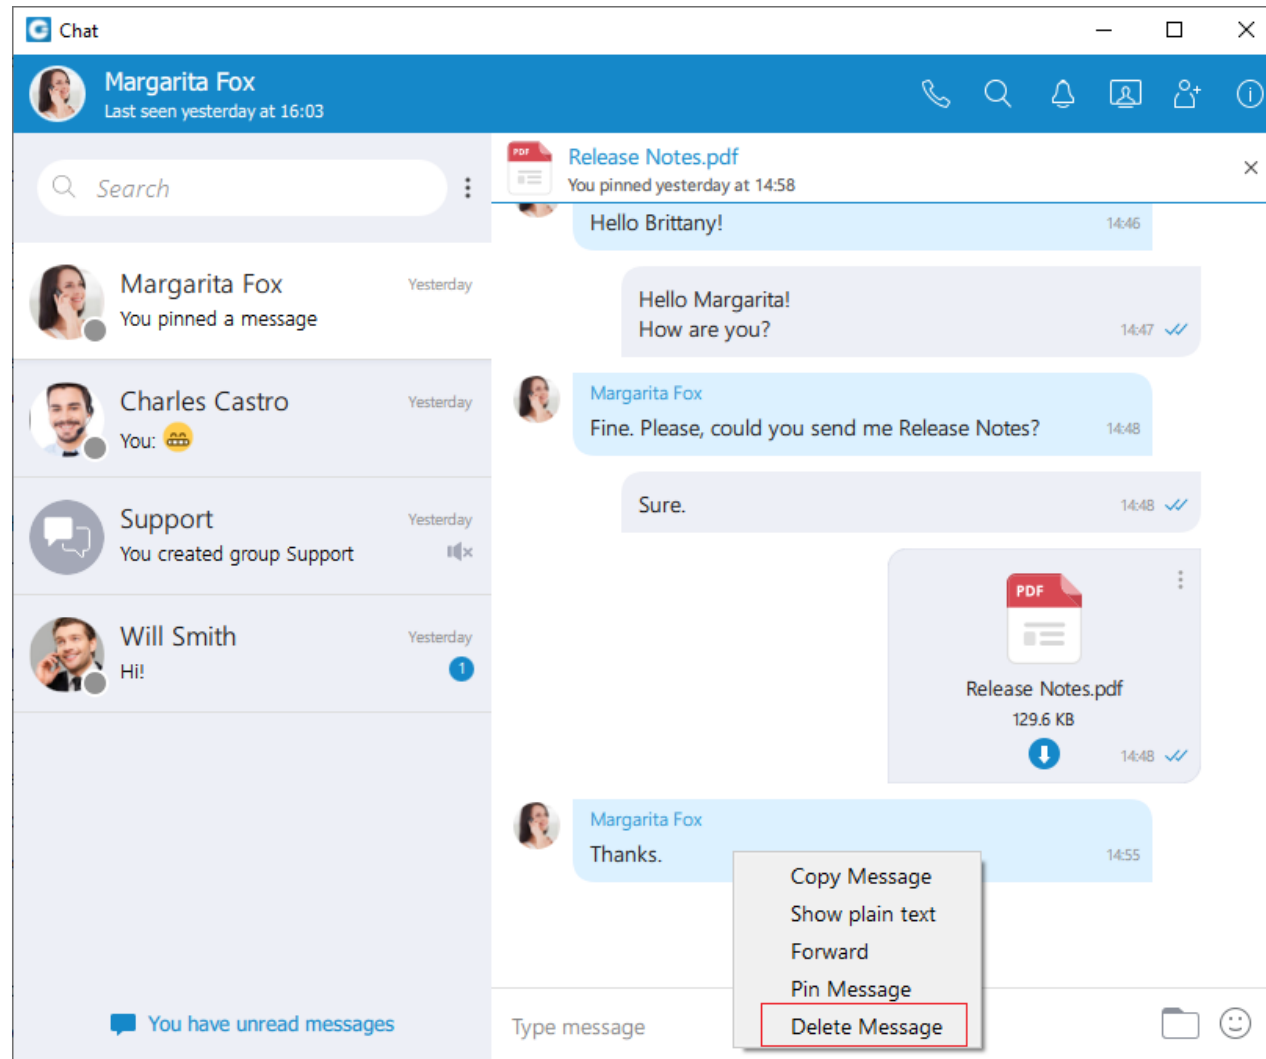 Chat
Margarita Fox
Last seen yesterday at 16:03
Search
Margarita Fox
Yesterday
You pinned a message
Charles Castro
Yesterday
You: 😁
Support
Yesterday
You created group Support
Will Smith
Yesterday
Hi!
1
You have unread messages
PDF
Release Notes.pdf
You pinned yesterday at 14:58
Hello Brittany!
14:46
Hello Margarita!
How are you?
14:47
Margarita Fox
Fine. Please, could you send me Release Notes?
14:48
Sure.
14:48
PDF
Release Notes.pdf
129.6 KB
14:48
Margarita Fox
Thanks.
14:55
Copy Message
Show plain text
Forward
Pin Message
Delete Message
Type message